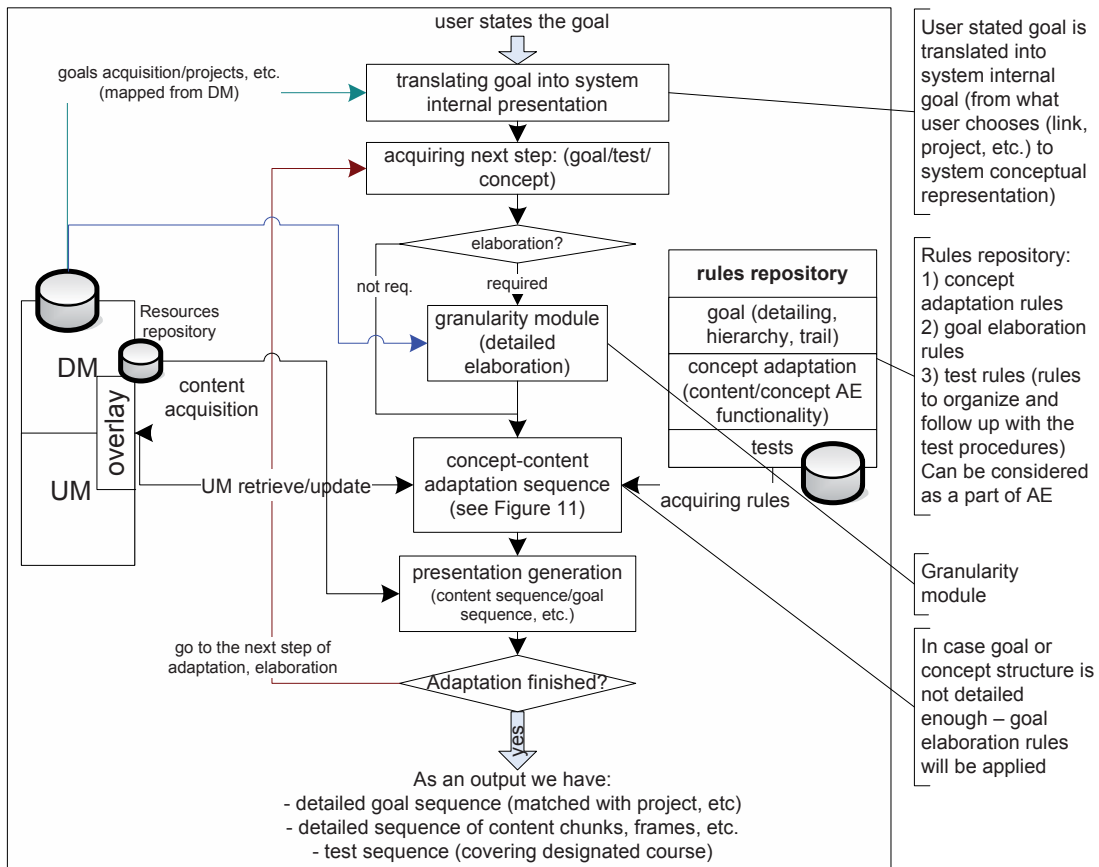 user states the goal
goals acquisition/projects, etc.
(mapped from DM)
translating goal into system
internal presentation
acquiring next step: (goal/test/
concept)
elaboration?
not req.
required
granularity module
(detailed
elaboration)
Resources
repository
DM
content
acquisition
overlay
UM
UM retrieve/update
concept-content
adaptation sequence
(see Figure 11)
rules repository
goal (detailing,
hierarchy, trail)
concept adaptation
(content/concept AE
functionality)
tests
acquiring rules
presentation generation
(content sequence/goal
sequence, etc.)
go to the next step of
adaptation, elaboration
Adaptation finished?
yes
As an output we have:
- detailed goal sequence (matched with project, etc)
- detailed sequence of content chunks, frames, etc.
- test sequence (covering designated course)
User stated goal is
translated into
system internal
goal (from what
user chooses (link,
project, etc.) to
system conceptual
representation)
Rules repository:
1) concept
adaptation rules
2) goal elaboration
rules
3) test rules (rules
to organize and
follow up with the
test procedures)
Can be considered
as a part of AE
Granularity
module
In case goal or
concept structure is
not detailed
enough – goal
elaboration rules
will be applied